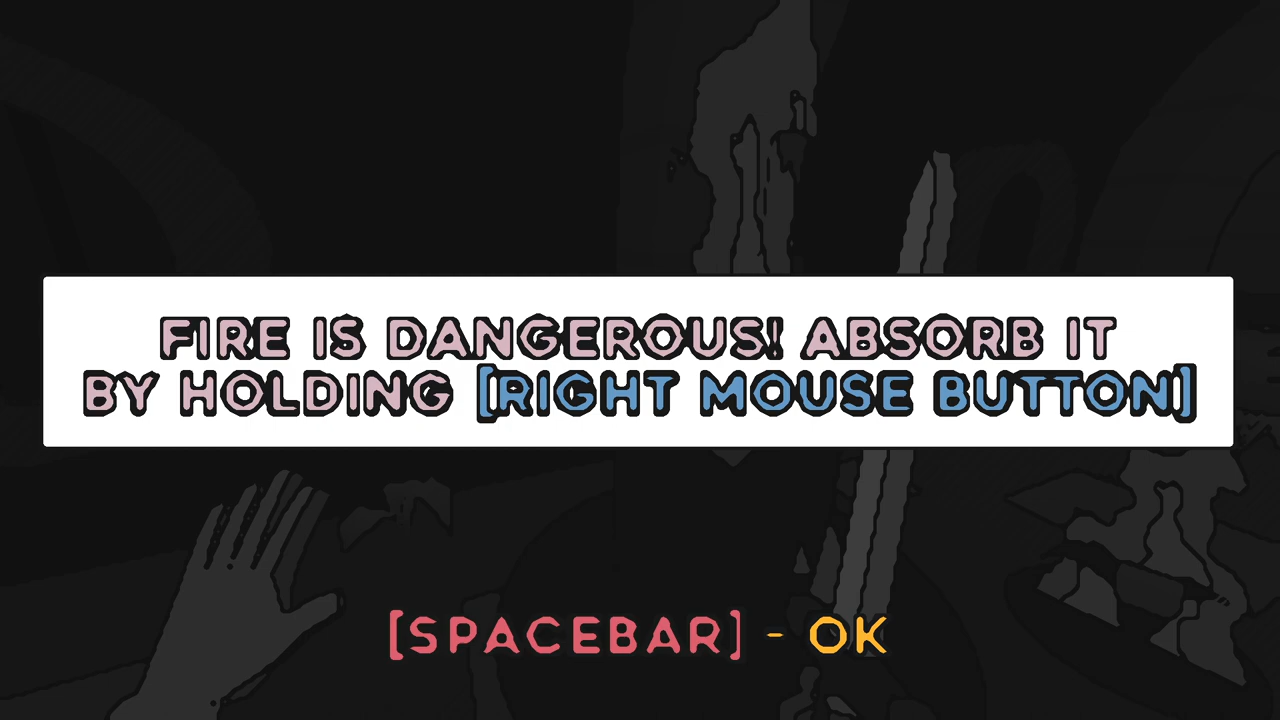 FIRE IS DANGEROUS! ABSORB IT
BY HOLDING [RIGHT MOUSE BUTTON]
[SPACEBAR] - OK